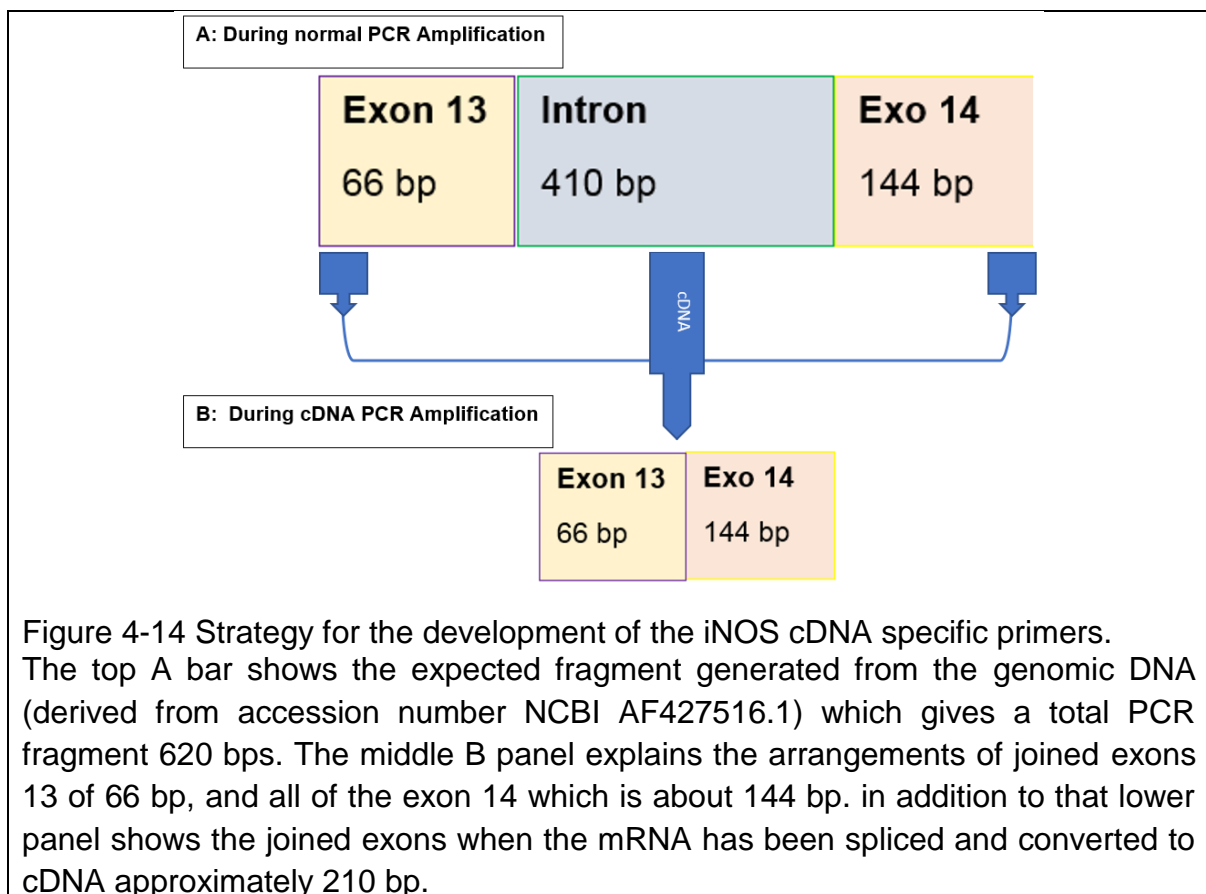 A: During normal PCR Amplification
Exon 13
66 bp
Intron
410 bp
Exo 14
144 bp
cDNA
B: During cDNA PCR Amplification
Exon 13
66 bp
Exo 14
144 bp
Figure 4-14 Strategy for the development of the iNOS cDNA specific primers.
The top A bar shows the expected fragment generated from the genomic DNA
(derived from accession number NCBI AF427516.1) which gives a total PCR
fragment 620 bps. The middle B panel explains the arrangements of joined exons
13 of 66 bp, and all of the exon 14 which is about 144 bp. in addition to that lower
panel shows the joined exons when the mRNA has been spliced and converted to
cDNA approximately 210 bp.